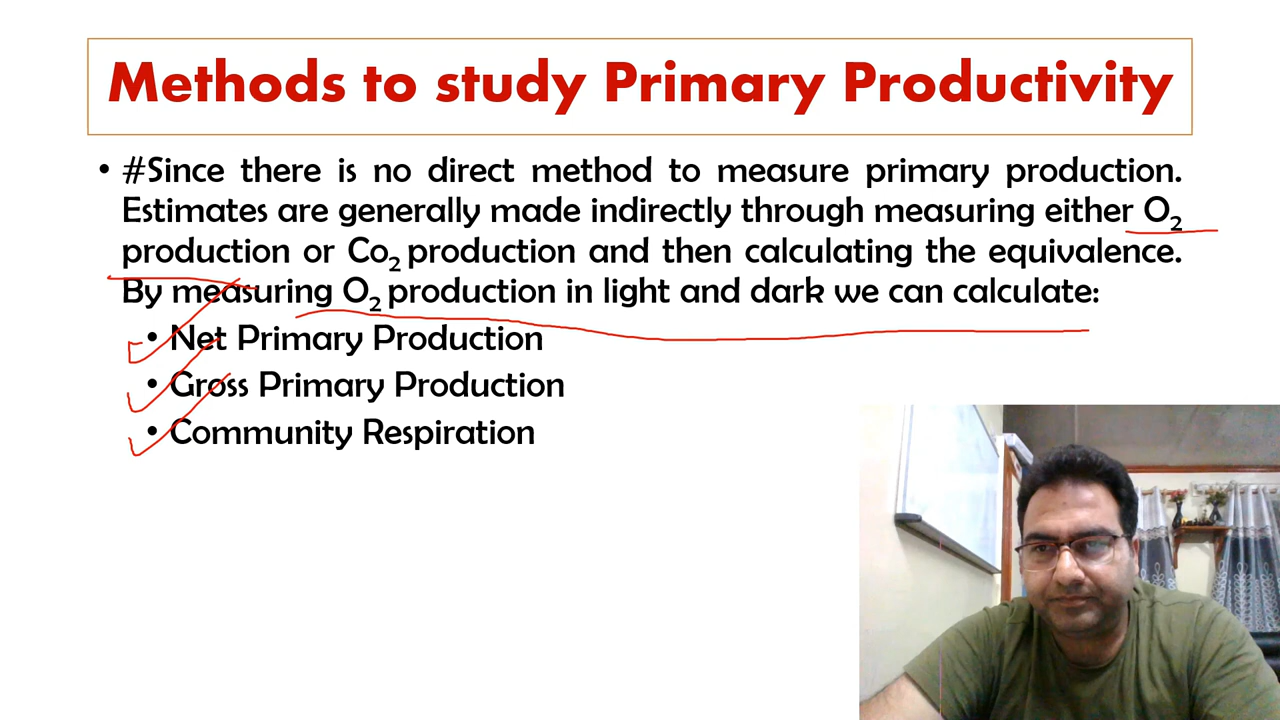 Methods to study Primary Productivity
• #Since there is no direct method to measure primary production.
Estimates are generally made indirectly through measuring either O₂
production or Co₂ production and then calculating the equivalence.
By measuring O₂ production in light and dark we can calculate:
• Net Primary Production
• Gross Primary Production
• Community Respiration